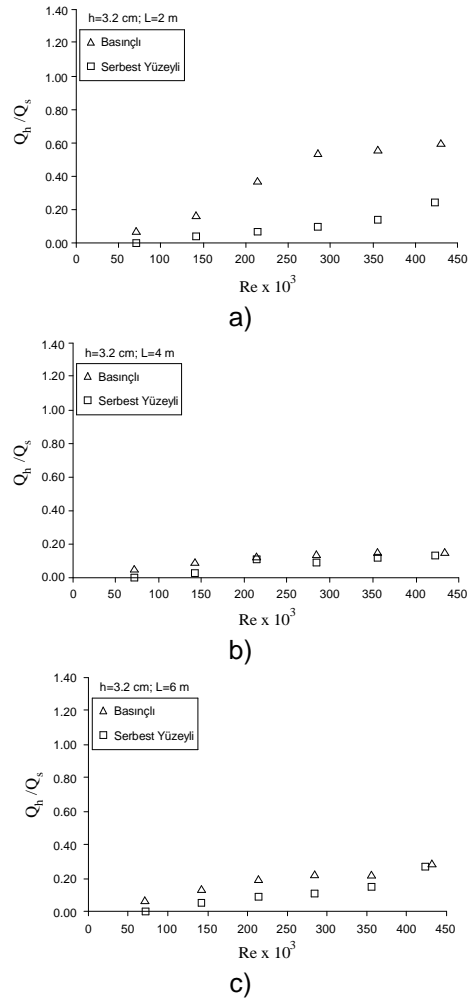 h=3.2 cm; L=2 m
Basınçlı
Serbest Yüzeyli
1.40
1.20
1.00
0.80
0.60
0.40
0.20
0.00
Q_h /Q_s
0 50 100 150 200 250 300 350 400 450
Re x 10^3
a)
h=3.2 cm; L=4 m
Basınçlı
Serbest Yüzeyli
1.40
1.20
1.00
0.80
0.60
0.40
0.20
0.00
Q_h /Q_s
0 50 100 150 200 250 300 350 400 450
Re x 10^3
b)
h=3.2 cm; L=6 m
Basınçlı
Serbest Yüzeyli
1.40
1.20
1.00
0.80
0.60
0.40
0.20
0.00
Q_h /Q_s
0 50 100 150 200 250 300 350 400 450
Re x 10^3
c)